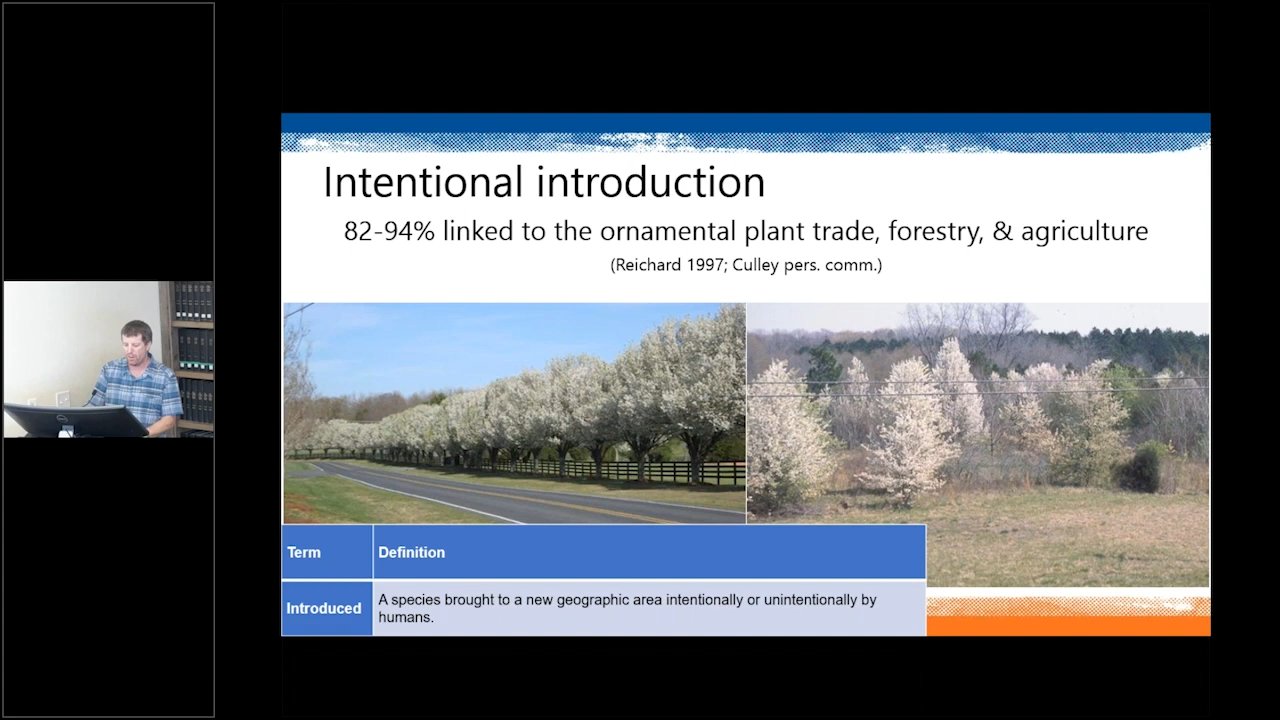 Intentional introduction
82-94% linked to the ornamental plant trade, forestry, & agriculture
(Reichard 1997; Culley pers. comm.)
Term
Definition
Introduced
A species brought to a new geographic area intentionally or unintentionally by
humans.